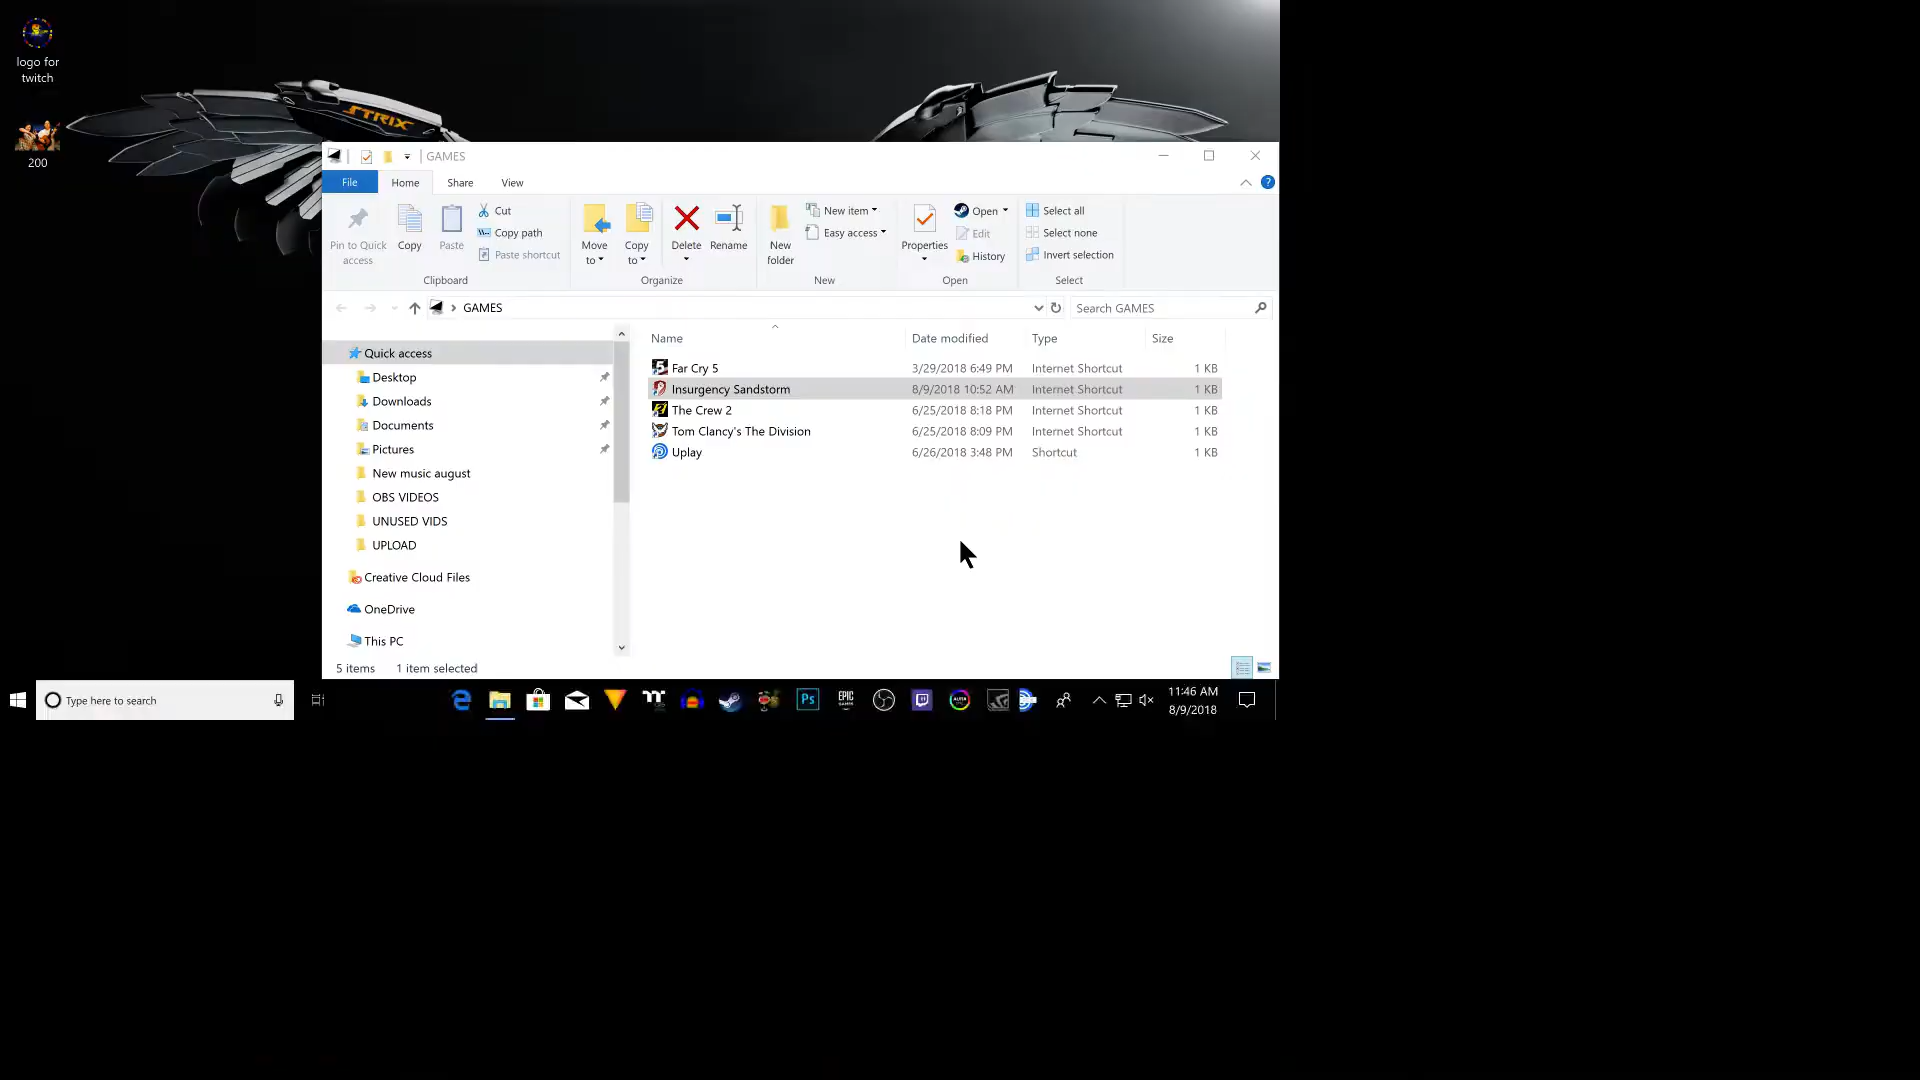 logo for
twitch
200
STRIX
GAMES
File Home Share View
Pin to Quick
access
Copy
Paste
Cut
Copy path
Paste shortcut
Clipboard
Move
to
Copy
to
Delete
Rename
Organize
New
folder
New item
Easy access
New
Properties
Open
Edit
History
Open
Select all
Select none
Invert selection
Select
GAMES
Search GAMES
Quick access
Desktop
Downloads
Documents
Pictures
New music august
OBS VIDEOS
UNUSED VIDS
UPLOAD
Creative Cloud Files
OneDrive
This PC
Name Date modified Type Size
Far Cry 5 3/29/2018 6:49 PM Internet Shortcut 1 KB
Insurgency Sandstorm 8/9/2018 10:52 AM Internet Shortcut 1 KB
The Crew 2 6/25/2018 8:18 PM Internet Shortcut 1 KB
Tom Clancy's The Division 6/25/2018 8:09 PM Internet Shortcut 1 KB
Uplay 6/26/2018 3:48 PM Shortcut 1 KB
5 items 1 item selected
Type here to search
Ps
EPIC
GAMES
11:46 AM
8/9/2018